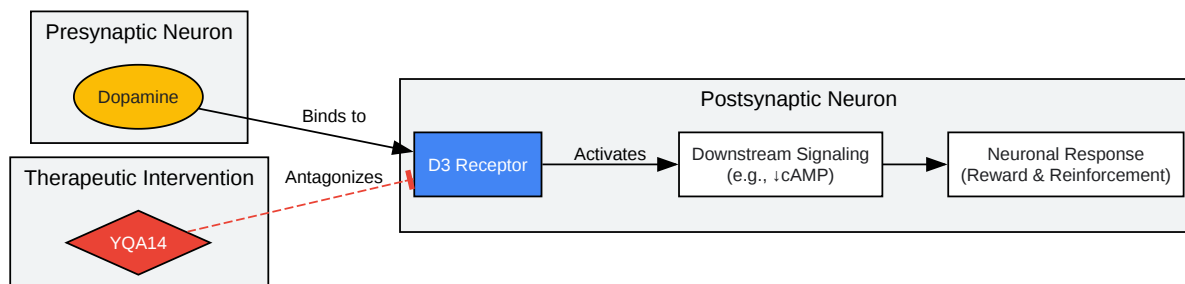 Presynaptic Neuron
Dopamine
Binds to
Therapeutic Intervention
YQA14
Antagonizes
Postsynaptic Neuron
D3 Receptor
Activates
Downstream Signaling
(e.g., ↓cAMP)
Neuronal Response
(Reward & Reinforcement)